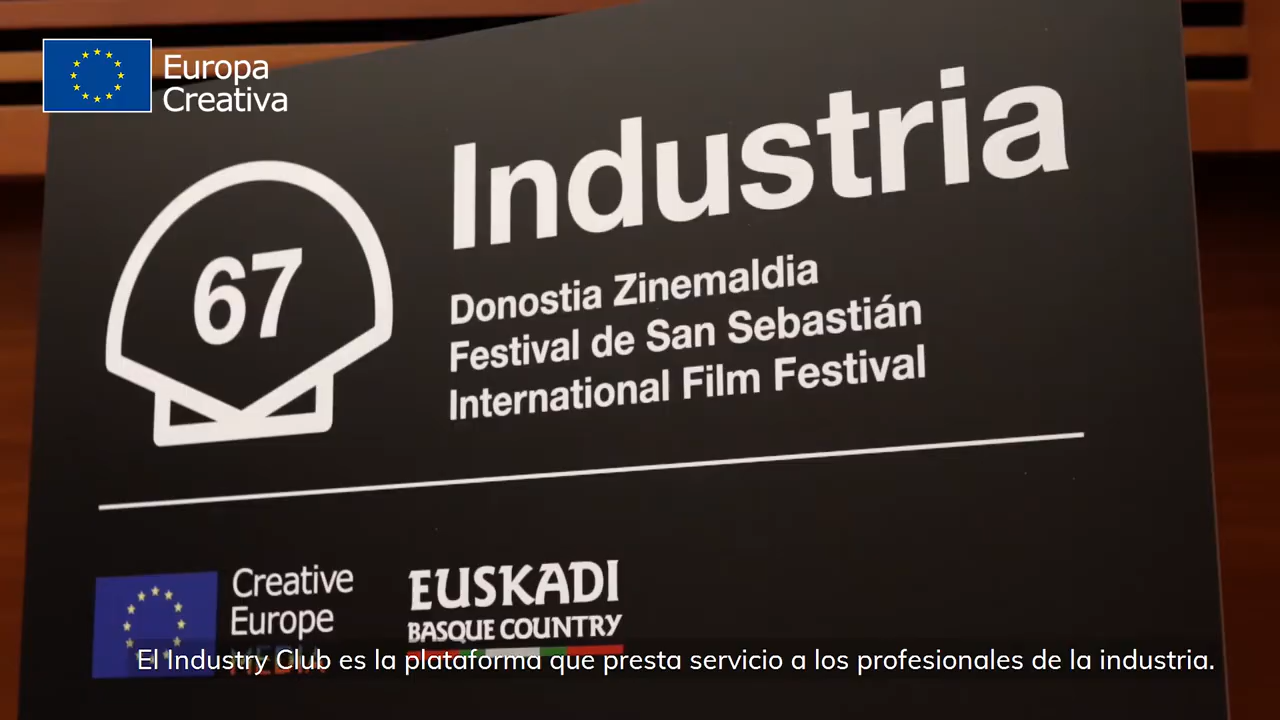 Europa
Creativa
67
Industria
Donostia Zinemaldia
Festival de San Sebastián
International Film Festival
Creative
Europe
MEDIA
EUSKADI
BASQUE COUNTRY
El Industry Club es la plataforma que presta servicio a los profesionales de la industria.